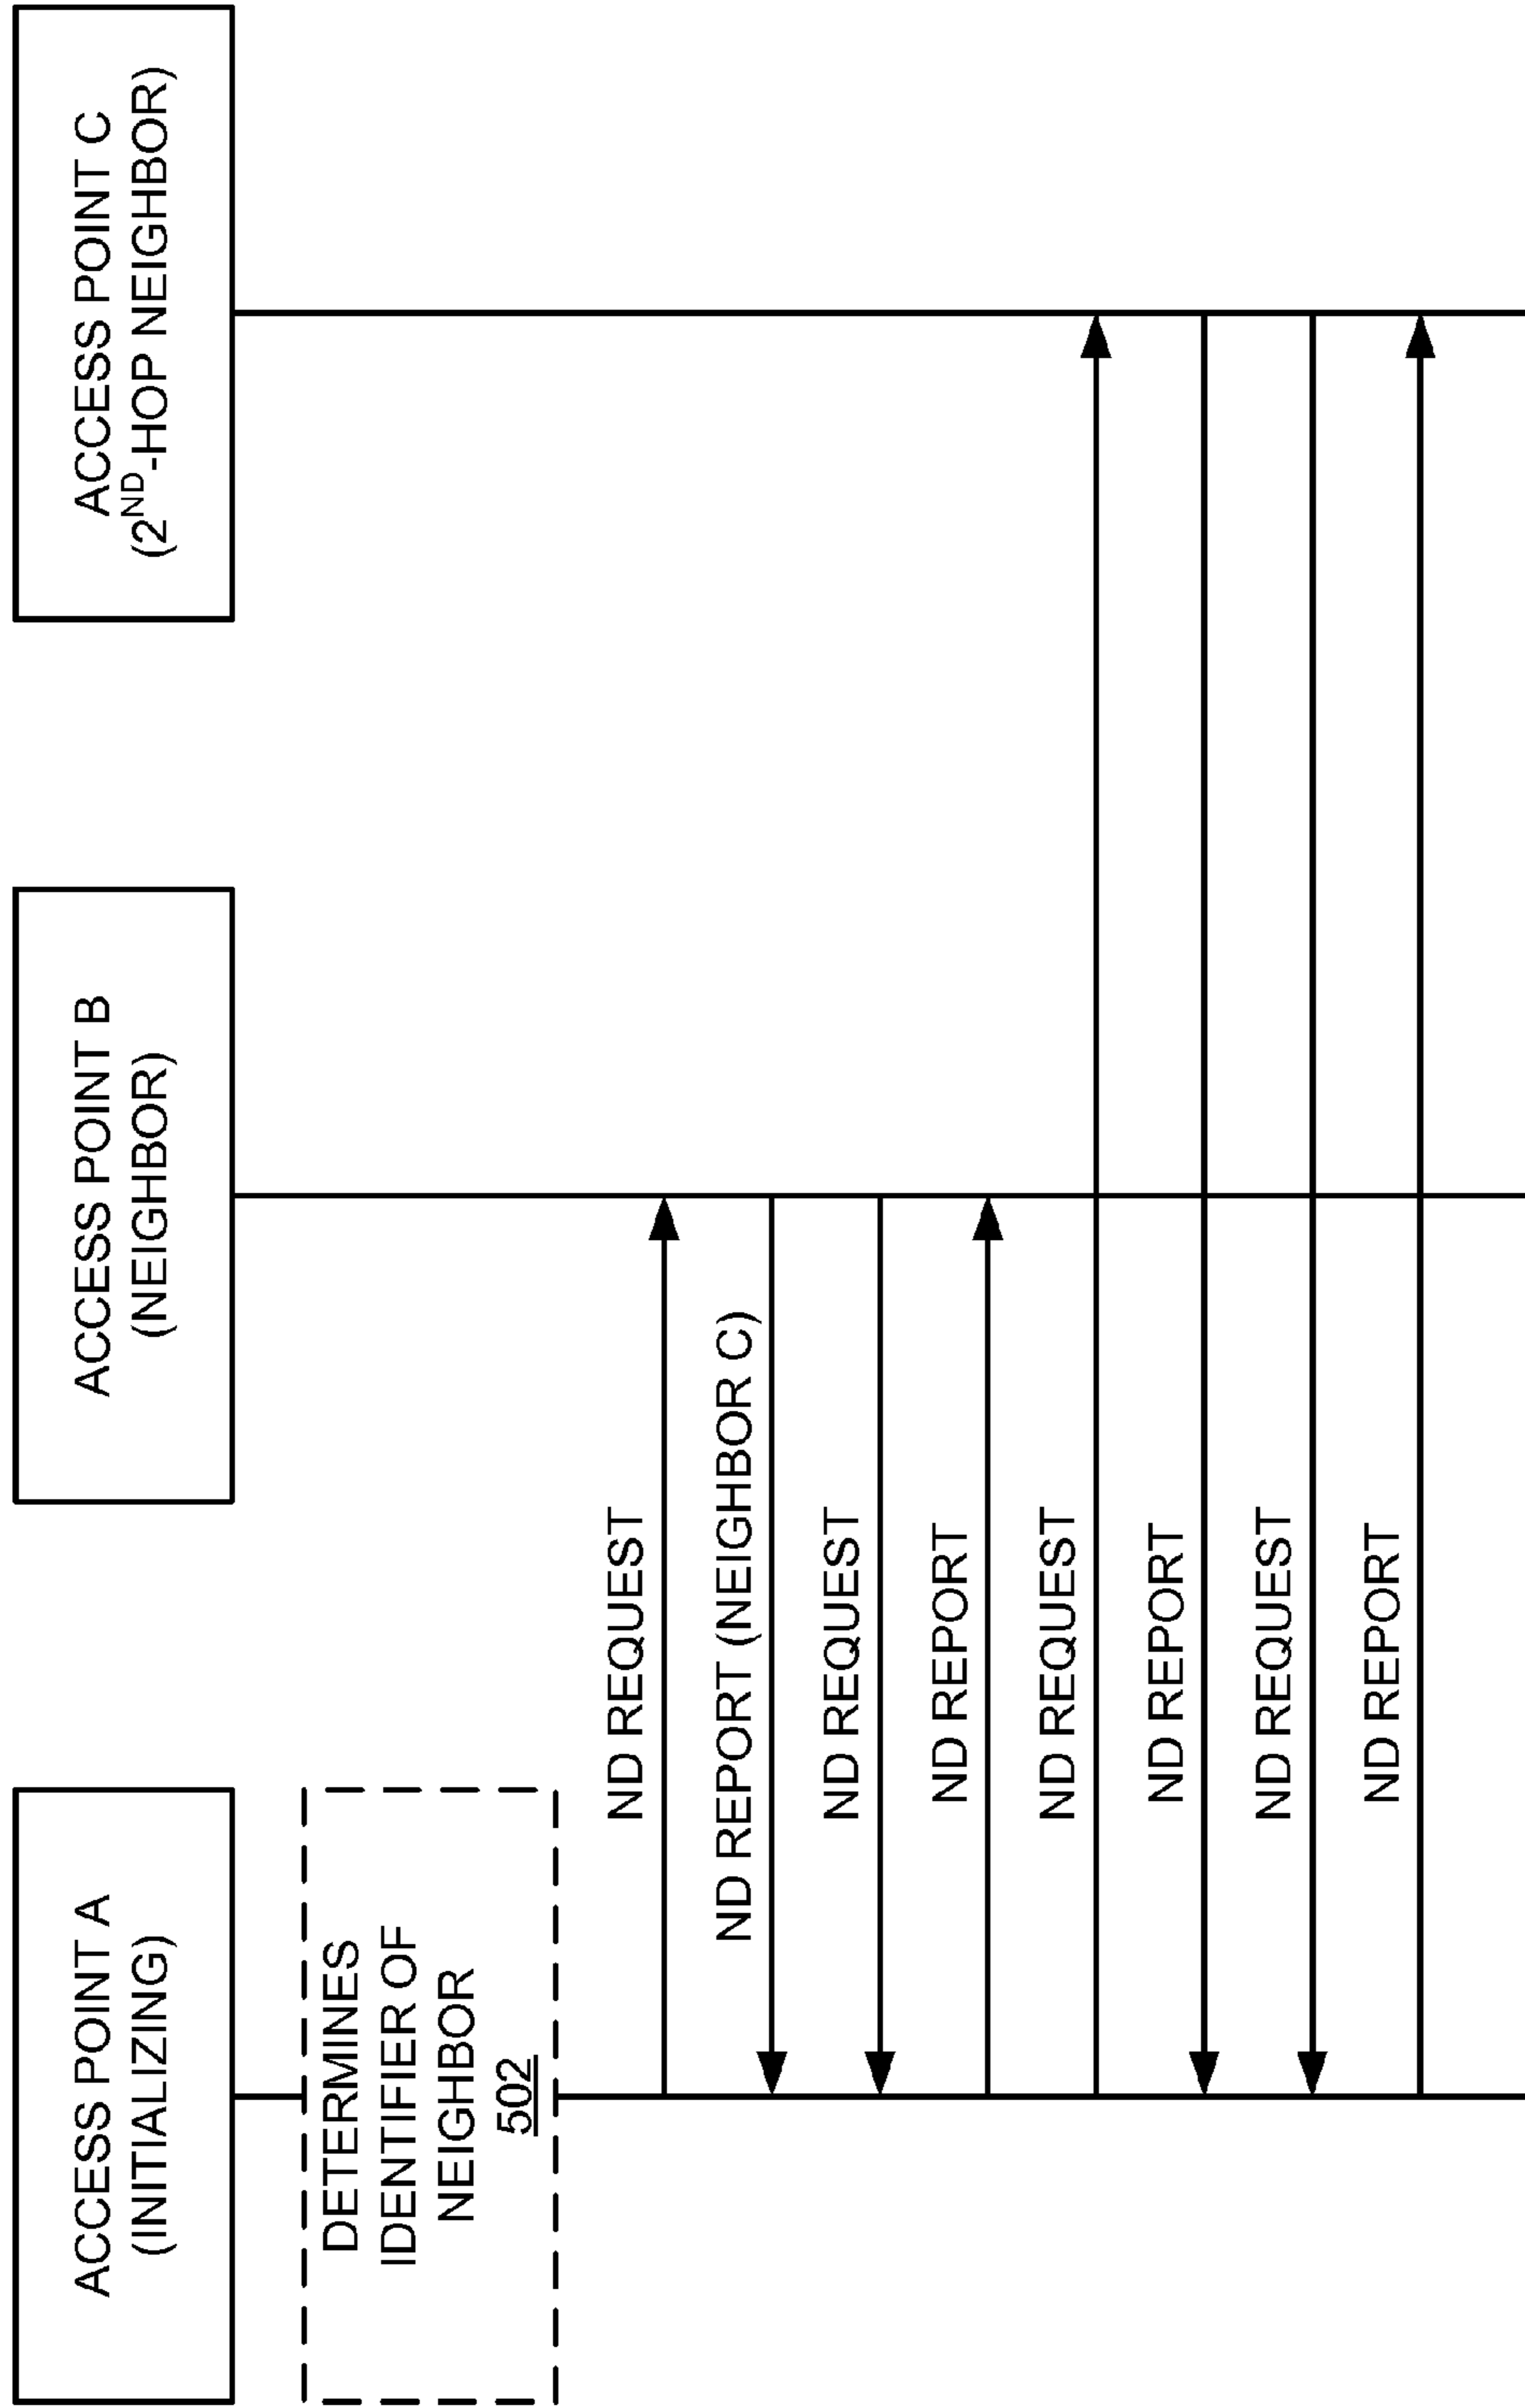 ACCESS POINT A
(INITIALIZING)
ACCESS POINT B
(NEIGHBOR)
ACCESS POINT C
(2ND-HOP NEIGHBOR)
DETERMINES
IDENTIFIER OF
NEIGHBOR
502
ND REQUEST
ND REPORT (NEIGHBOR C)
ND REQUEST
ND REPORT
ND REQUEST
ND REPORT
ND REQUEST
ND REPORT